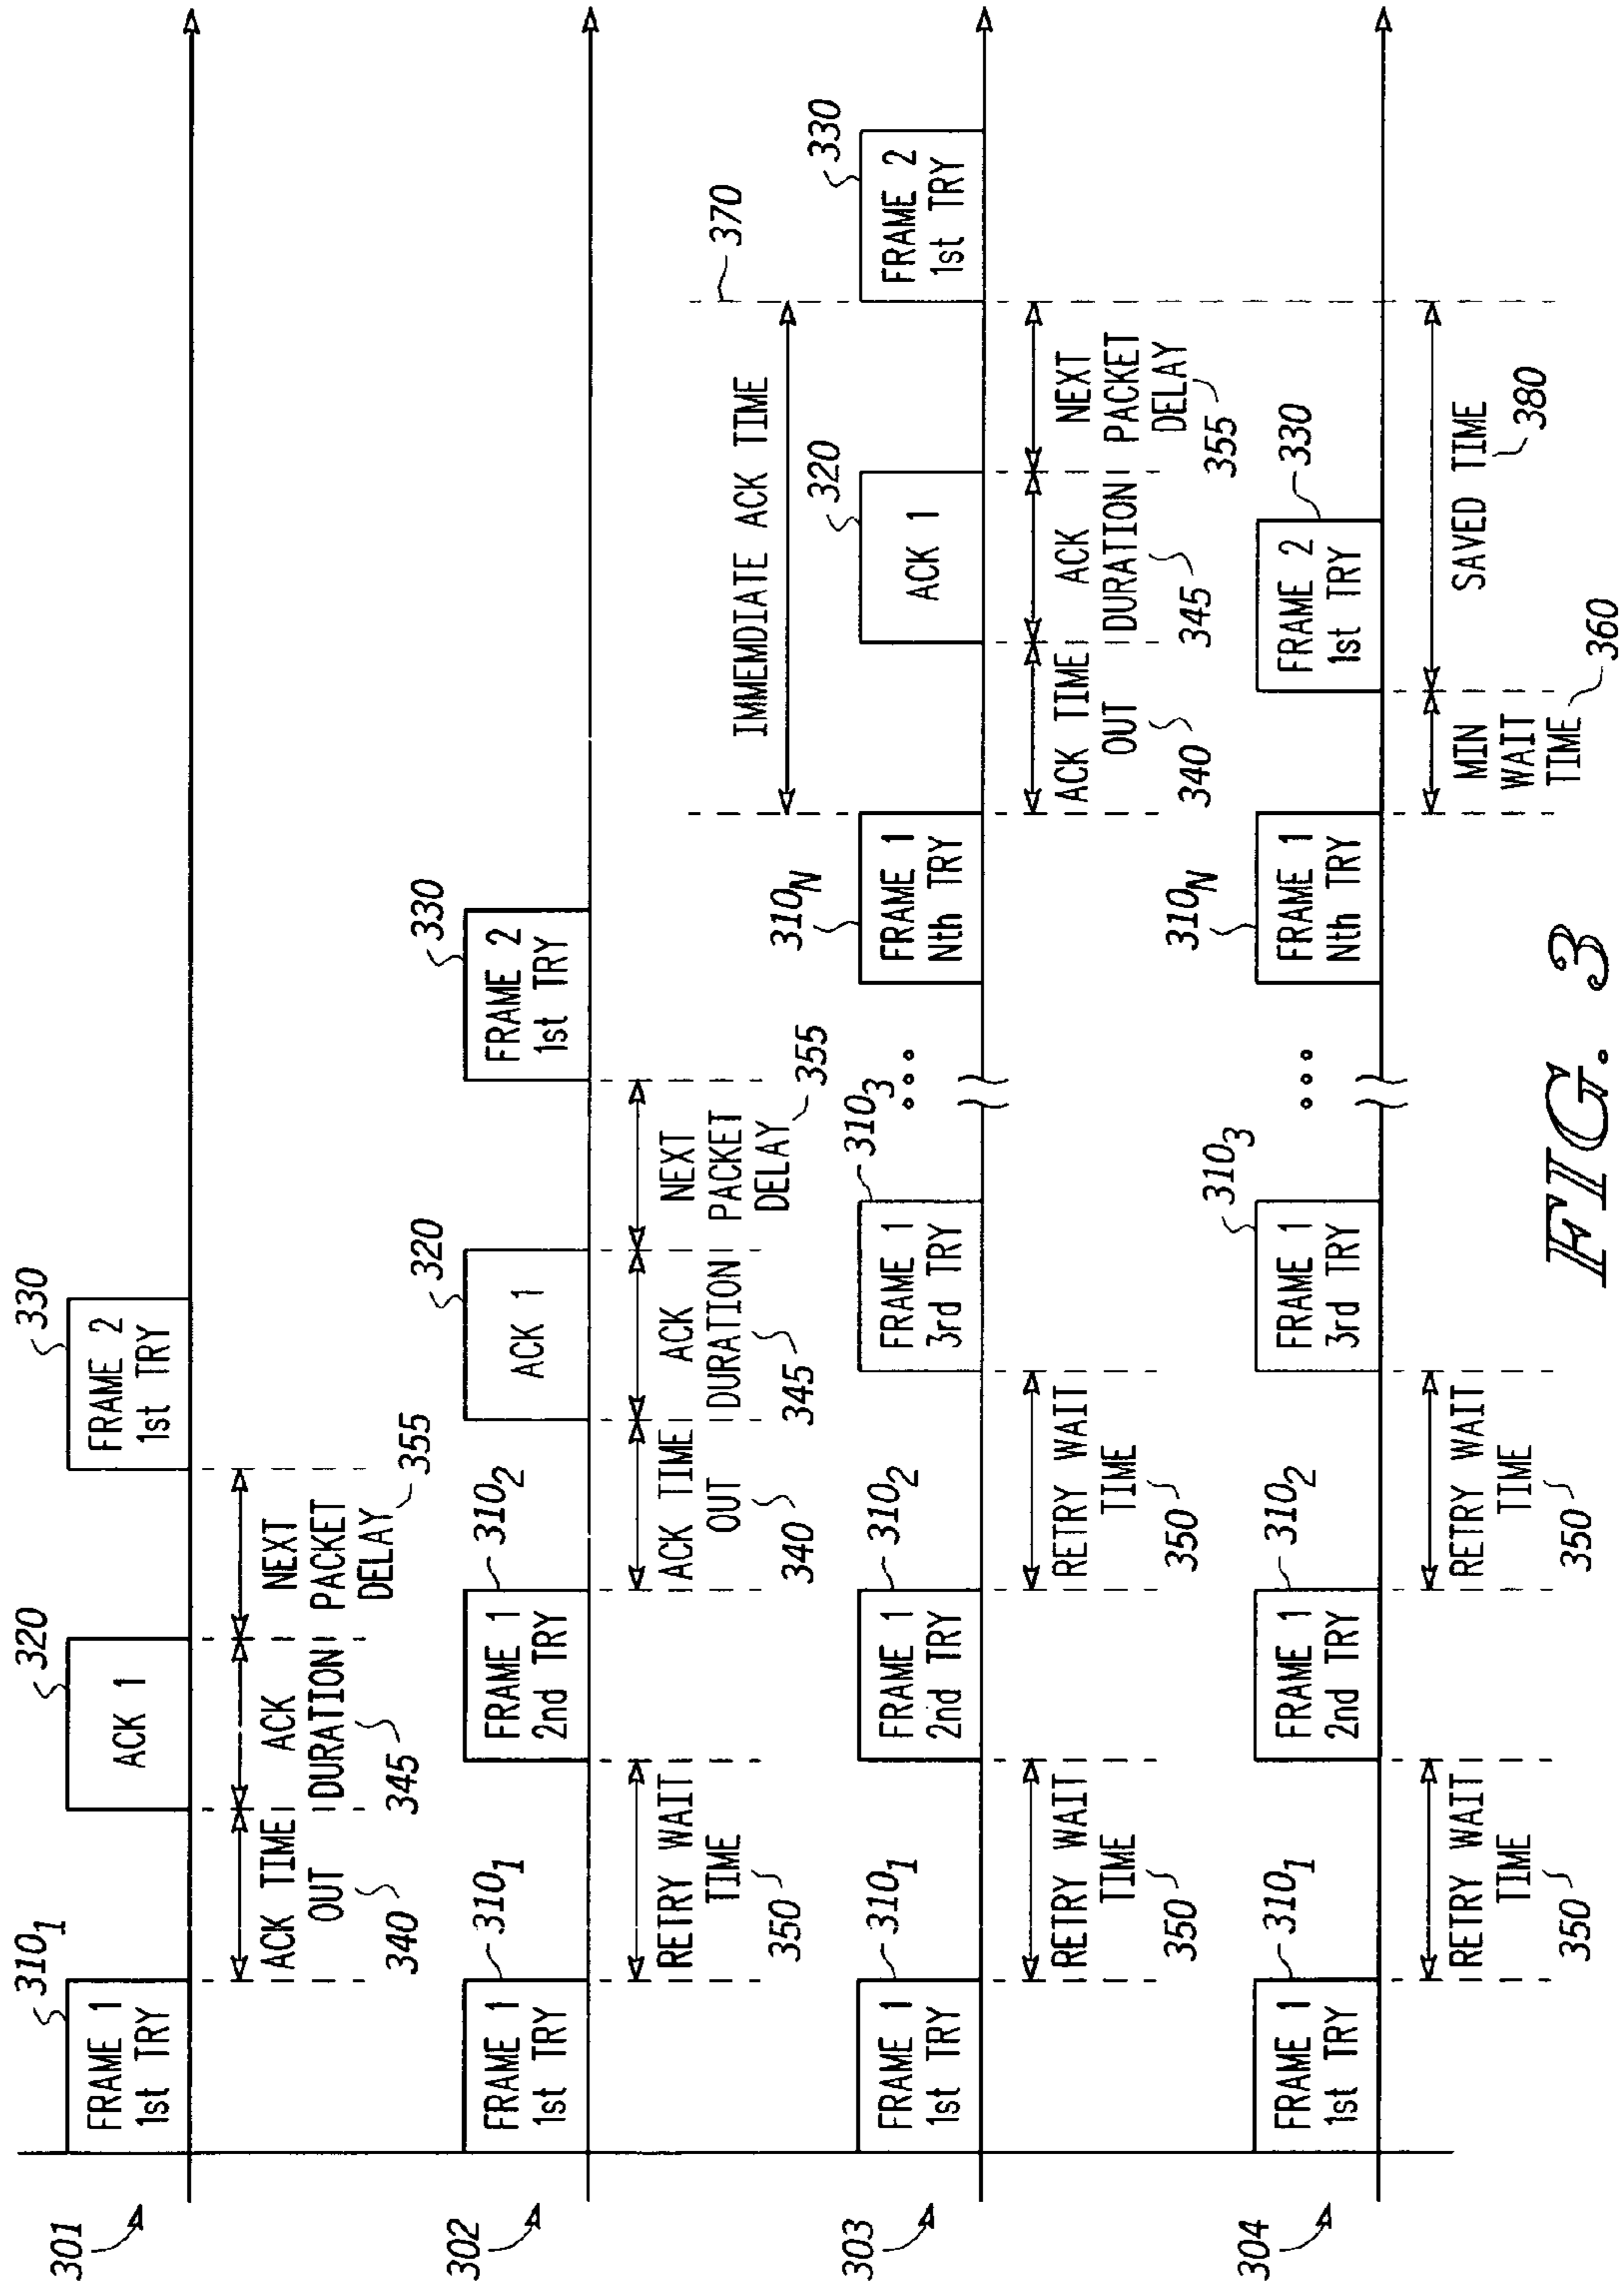 301
310₁
FRAME 1
1st TRY
320
ACK 1
330
FRAME 2
1st TRY
ACK TIME
OUT
340
ACK
DURATION
345
NEXT
PACKET
DELAY
355
302
310₁
FRAME 1
1st TRY
310₂
FRAME 1
2nd TRY
320
ACK 1
330
FRAME 2
1st TRY
RETRY WAIT
TIME
350
ACK TIME
OUT
340
ACK
DURATION
345
NEXT
PACKET
DELAY
355
370
IMMEMDIATE ACK TIME
303
310₁
FRAME 1
1st TRY
310₂
FRAME 1
2nd TRY
310₃
FRAME 1
3rd TRY
310N
FRAME 1
Nth TRY
320
ACK 1
330
FRAME 2
1st TRY
RETRY WAIT
TIME
350
RETRY WAIT
TIME
350
ACK TIME
OUT
340
ACK
DURATION
345
NEXT
PACKET
DELAY
355
304
310₁
FRAME 1
1st TRY
310₂
FRAME 1
2nd TRY
310₃
FRAME 1
3rd TRY
310N
FRAME 1
Nth TRY
330
FRAME 2
1st TRY
RETRY WAIT
TIME
350
RETRY WAIT
TIME
350
MIN
WAIT
TIME
360
SAVED TIME
380
FIG. 3